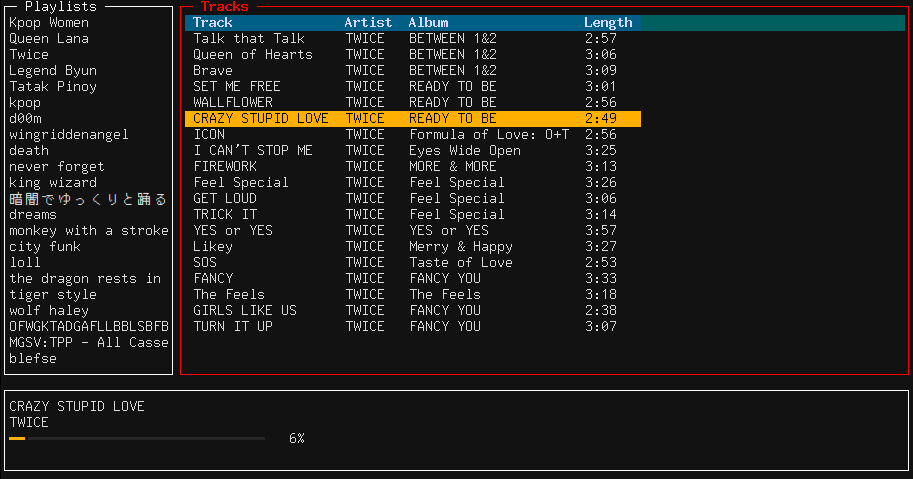 Playlists
Kpop Women
Queen Lana
Twice
Legend Byun
Tatak Pinoy
kpop
d00m
wingriddenangel
death
never forget
king wizard
暗闇でゆっくりと踊る
dreams
monkey with a stroke
city funk
loll
the dragon rests in
tiger style
wolf haley
OFWGKTADGAFLLBBLSBFB
MGSV:TPP - All Casse
blefse
Tracks
Track Artist Album Length
Talk that Talk TWICE BETWEEN 1&2 2:57
Queen of Hearts TWICE BETWEEN 1&2 3:06
Brave TWICE BETWEEN 1&2 3:09
SET ME FREE TWICE READY TO BE 3:01
WALLFLOWER TWICE READY TO BE 2:56
CRAZY STUPID LOVE TWICE READY TO BE 2:49
ICON TWICE Formula of Love: O+T 2:56
I CAN'T STOP ME TWICE Eyes Wide Open 3:25
FIREWORK TWICE MORE & MORE 3:13
Feel Special TWICE Feel Special 3:26
GET LOUD TWICE Feel Special 3:06
TRICK IT TWICE Feel Special 3:14
YES or YES TWICE YES or YES 3:57
Likey TWICE Merry & Happy 3:27
SOS TWICE Taste of Love 2:53
FANCY TWICE FANCY YOU 3:33
The Feels TWICE The Feels 3:18
GIRLS LIKE US TWICE FANCY YOU 2:38
TURN IT UP TWICE FANCY YOU 3:07
CRAZY STUPID LOVE
TWICE
6%